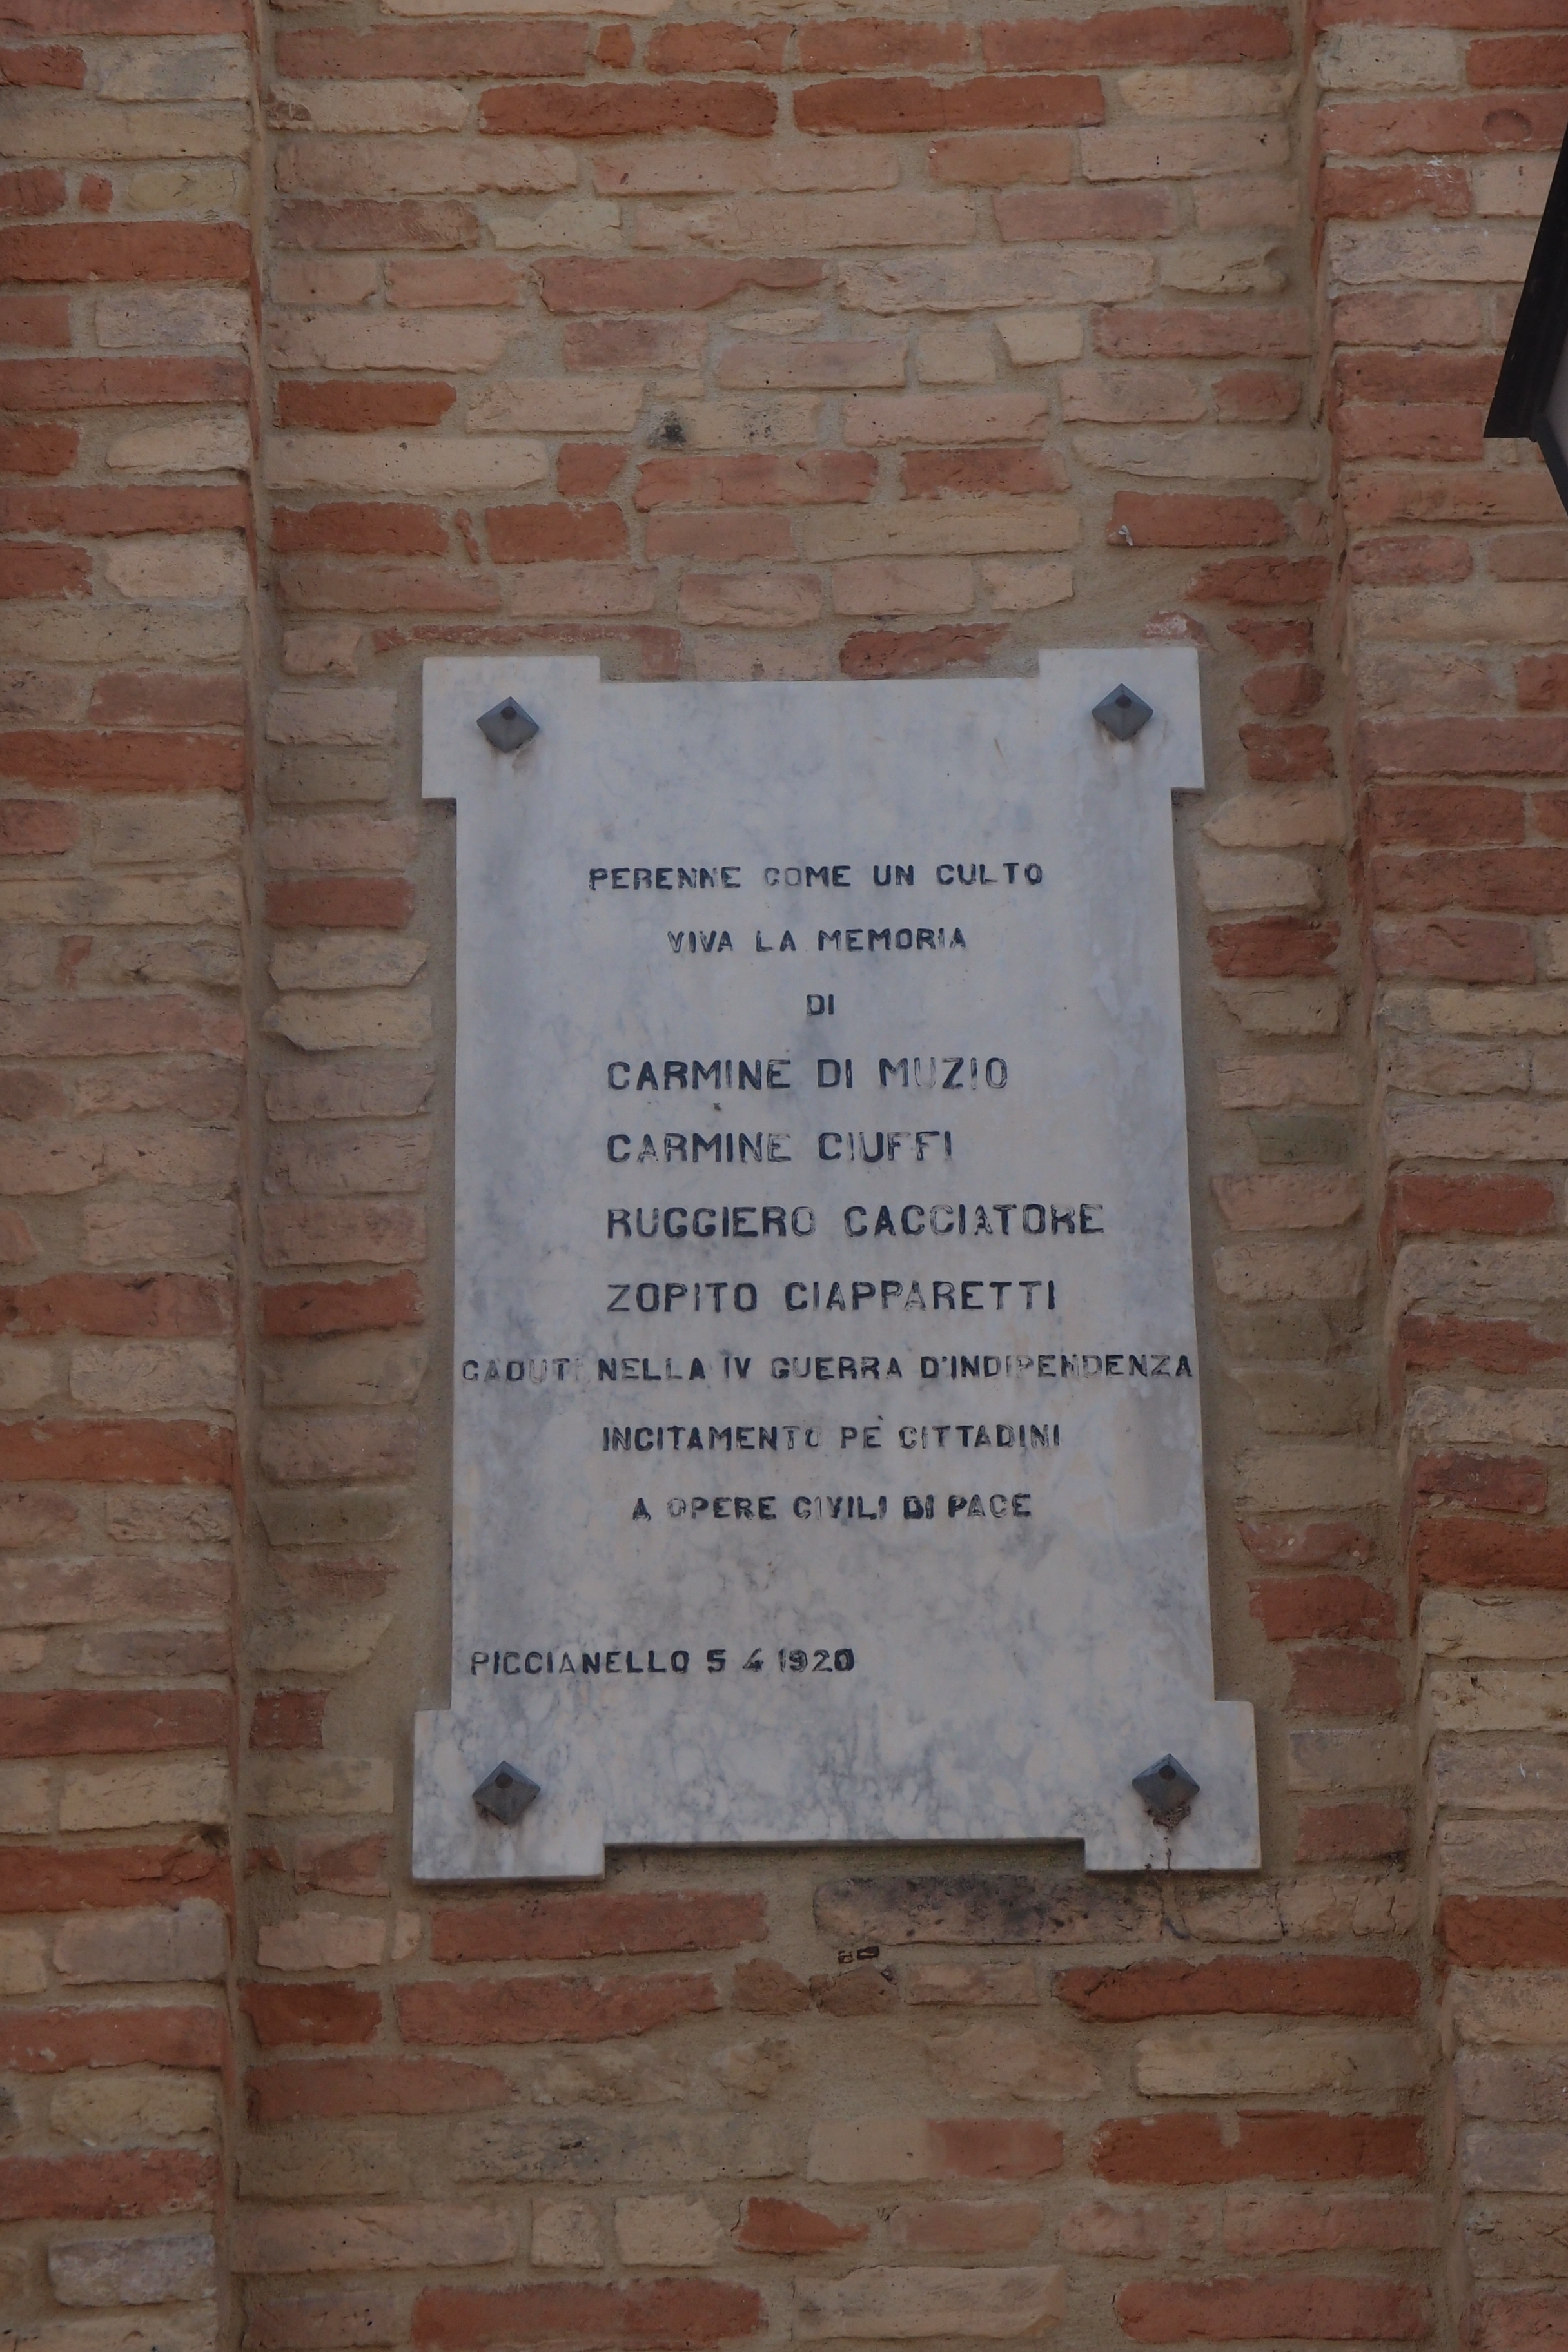 PERENNE COME UN CULTO
VIVA LA MEMORIA
DI
CARMINE DI MUZIO
CARMINE CIUFFI
RUGGIERO CACCIATORE
ZOPITO CIAPPARETTI
CADUTI NELLA IV GUERRA D'INDIPENDENZA
INCITAMENTO PE' CITTADINI
A OPERE CIVILI DI PACE
PICCIANELLO 5 4 1920